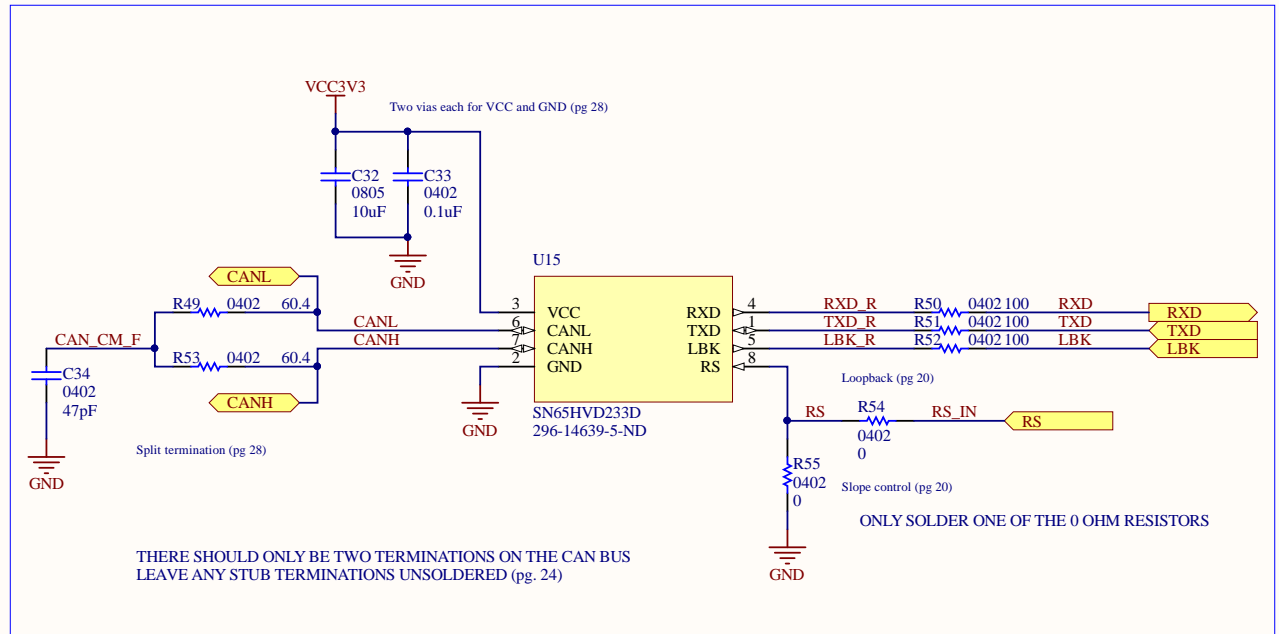 VCC3V3
Two vias each for VCC and GND (pg 28)
C32
0805
10uF
C33
0402
0.1uF
GND
U15
CANL
R49 0402 60.4
CANL
CAN_CM_F
CANH
R53 0402 60.4
CANH
C34
0402
47pF
GND
Split termination (pg 28)
3 VCC
6 CANL
7 CANH
2 GND
GND
RXD 4
TXD 1
LBK 5
RS 8
SN65HVD233D
296-14639-5-ND
RXD_R R50 0402 100 RXD RXD
TXD_R R51 0402 100 TXD TXD
LBK_R R52 0402 100 LBK LBK
Loopback (pg 20)
RS R54 RS_IN RS
0402
0
R55
0402
0
Slope control (pg 20)
ONLY SOLDER ONE OF THE 0 OHM RESISTORS
GND
THERE SHOULD ONLY BE TWO TERMINATIONS ON THE CAN BUS
LEAVE ANY STUB TERMINATIONS UNSOLDERED (pg. 24)